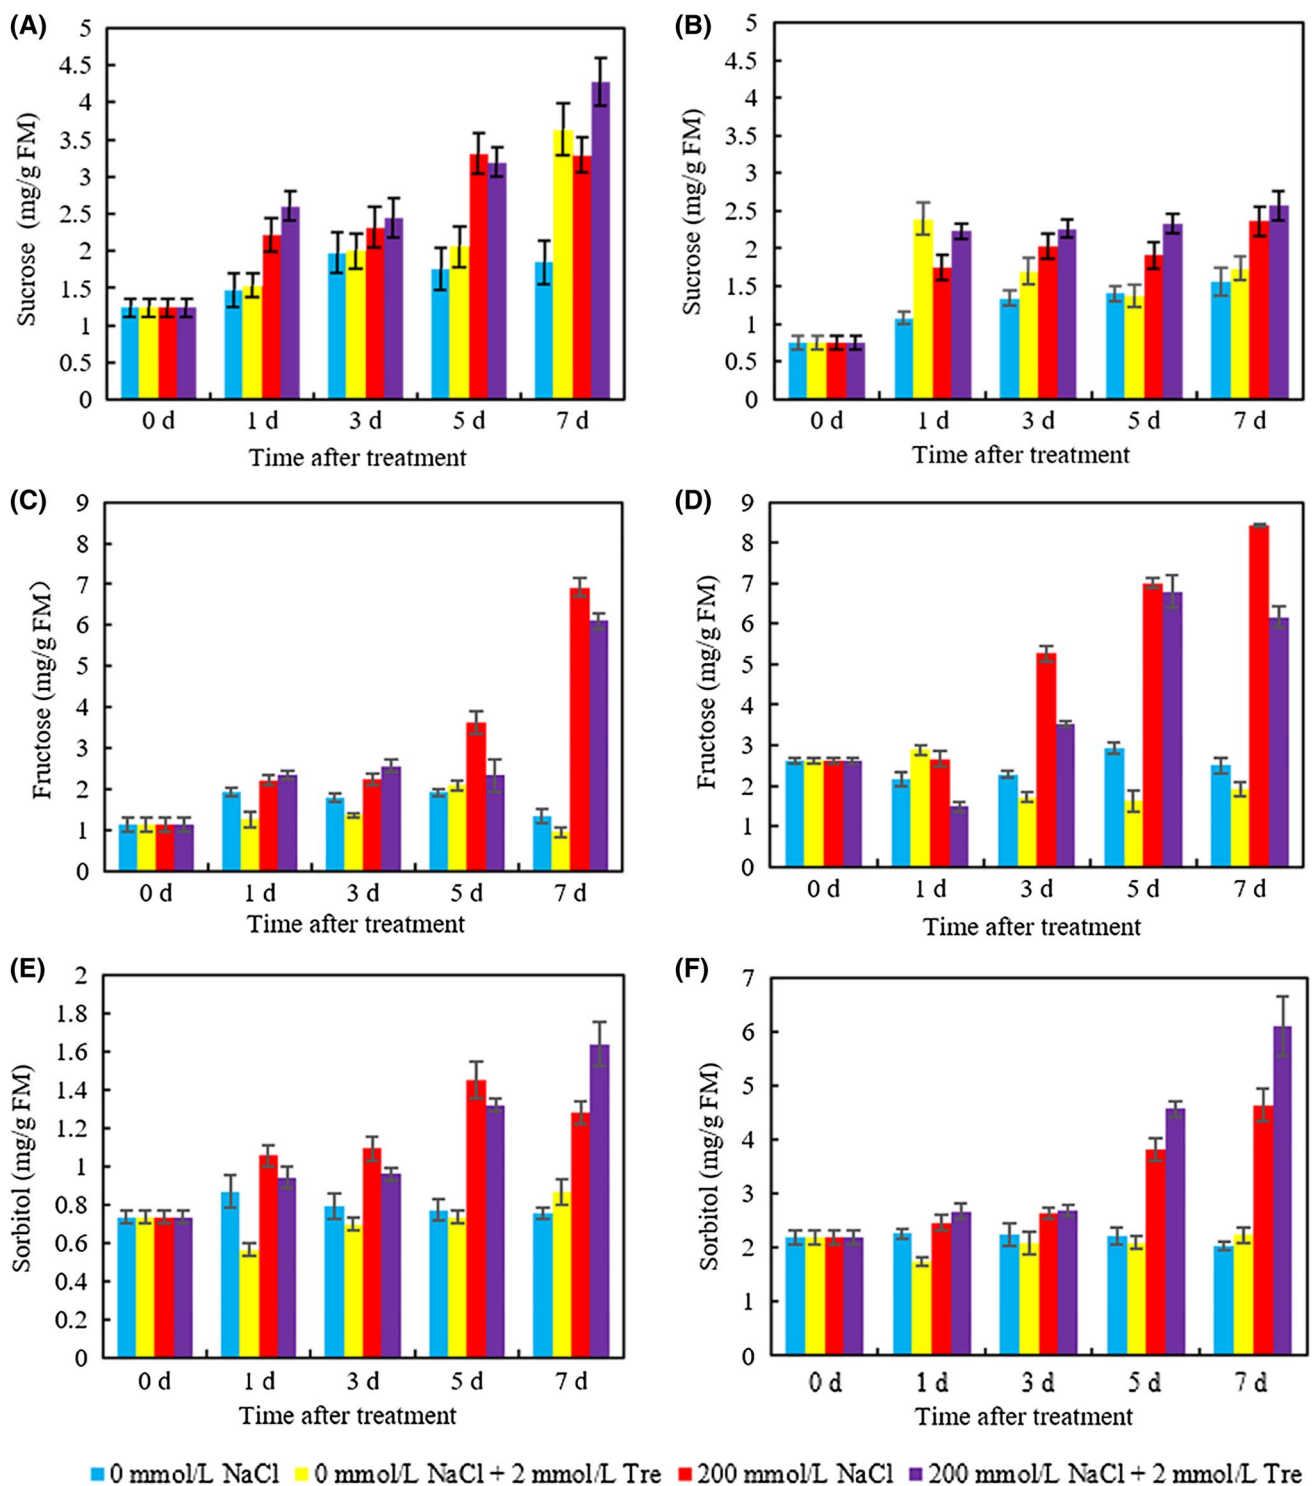 (A)
5
4.5
4
3.5
3
2.5
2
1.5
1
0.5
0
Sucrose (mg/g FM)
0 d 1 d 3 d 5 d 7 d
Time after treatment
(B)
5
4.5
4
3.5
3
2.5
2
1.5
1
0.5
0
Sucrose (mg/g FM)
0 d 1 d 3 d 5 d 7 d
Time after treatment
(C)
9
8
7
6
5
4
3
2
1
0
Fructose (mg/g FM）
0 d 1 d 3 d 5 d 7 d
Time after treatment
(D)
9
8
7
6
5
4
3
2
1
0
Fructose (mg/g FM)
0 d 1 d 3 d 5 d 7 d
Time after treatment
(E)
2
1.8
1.6
1.4
1.2
1
0.8
0.6
0.4
0.2
0
Sorbitol (mg/g FM)
0 d 1 d 3 d 5 d 7 d
Time after treatment
(F)
7
6
5
4
3
2
1
0
Sorbitol (mg/g FM)
0 d 1 d 3 d 5 d 7 d
Time after treatment
0 mmol/L NaCl 0 mmol/L NaCl + 2 mmol/L Tre 200 mmol/L NaCl 200 mmol/L NaCl + 2 mmol/L Tre